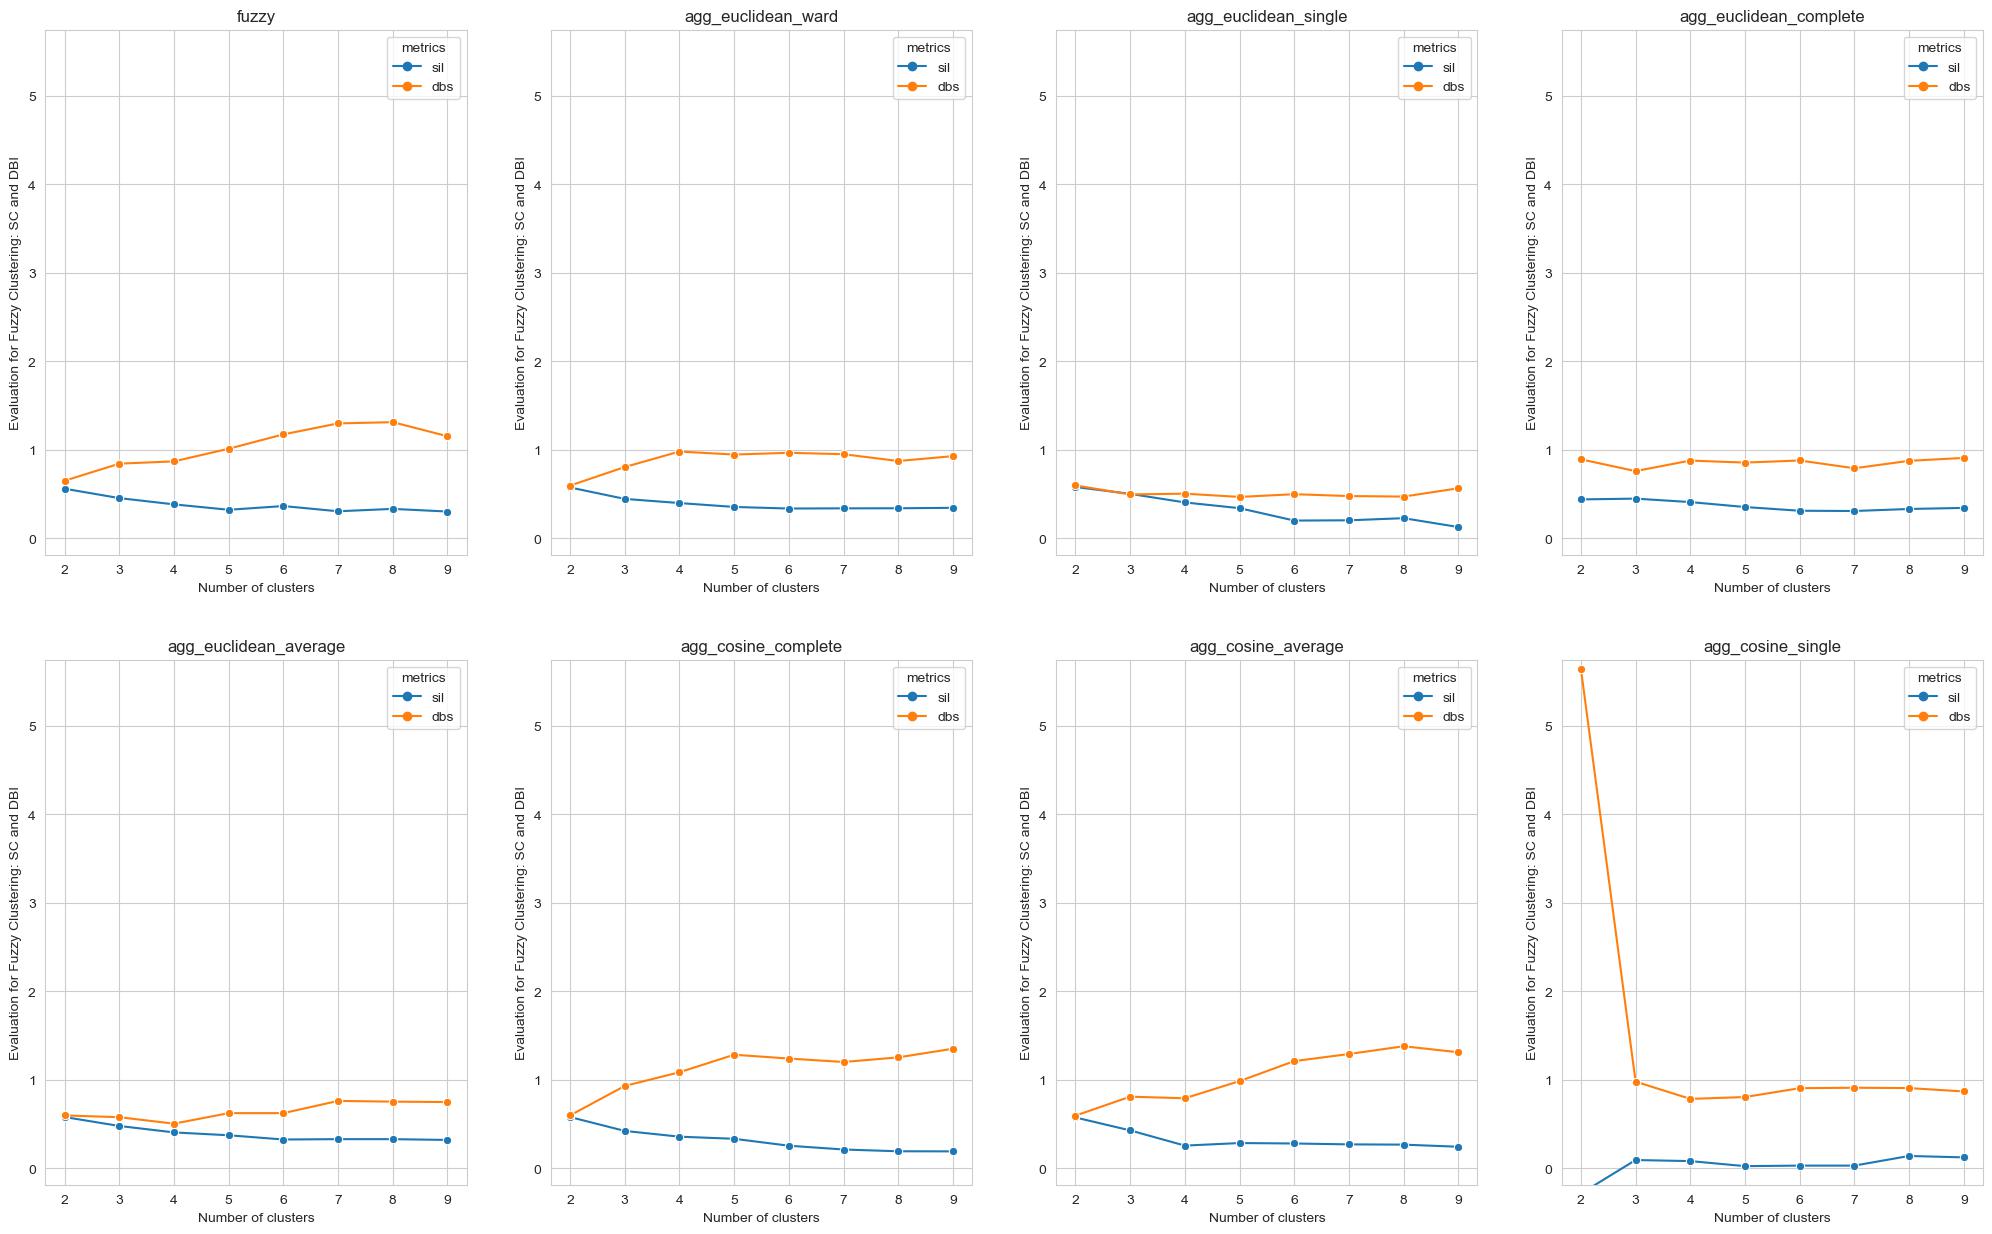 fuzzy
metrics
sil
dbs
5
4
3
2
1
0
Evaluation for Fuzzy Clustering: SC and DBI
2 3 4 5 6 7 8 9
Number of clusters
agg_euclidean_ward
metrics
sil
dbs
5
4
3
2
1
0
Evaluation for Fuzzy Clustering: SC and DBI
2 3 4 5 6 7 8 9
Number of clusters
agg_euclidean_single
metrics
sil
dbs
5
4
3
2
1
0
Evaluation for Fuzzy Clustering: SC and DBI
2 3 4 5 6 7 8 9
Number of clusters
agg_euclidean_complete
metrics
sil
dbs
5
4
3
2
1
0
Evaluation for Fuzzy Clustering: SC and DBI
2 3 4 5 6 7 8 9
Number of clusters
agg_euclidean_average
metrics
sil
dbs
5
4
3
2
1
0
Evaluation for Fuzzy Clustering: SC and DBI
2 3 4 5 6 7 8 9
Number of clusters
agg_cosine_complete
metrics
sil
dbs
5
4
3
2
1
0
Evaluation for Fuzzy Clustering: SC and DBI
2 3 4 5 6 7 8 9
Number of clusters
agg_cosine_average
metrics
sil
dbs
5
4
3
2
1
0
Evaluation for Fuzzy Clustering: SC and DBI
2 3 4 5 6 7 8 9
Number of clusters
agg_cosine_single
metrics
sil
dbs
5
4
3
2
1
0
Evaluation for Fuzzy Clustering: SC and DBI
2 3 4 5 6 7 8 9
Number of clusters